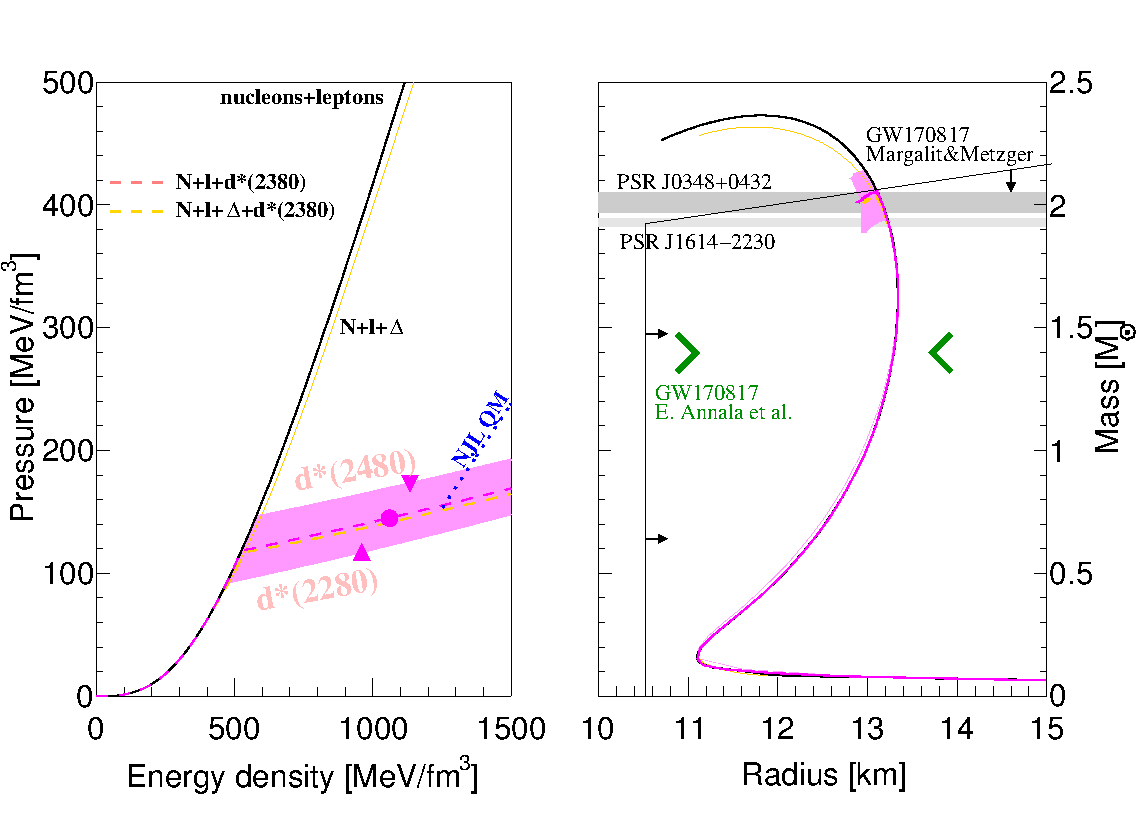 500
400
300
200
100
0
Pressure [MeV/fm³]
nucleons+leptons
N+l+d*(2380)
N+l+Δ+d*(2380)
N+l+Δ
d*(2480)
NJL QM
d*(2280)
0 500 1000 1500
Energy density [MeV/fm³]
GW170817
Margalit&Metzger
PSR J0348+0432
PSR J1614−2230
GW170817
E. Annala et al.
2.5
2
1.5
1
0.5
0
Mass [M⊙]
10 11 12 13 14 15
Radius [km]